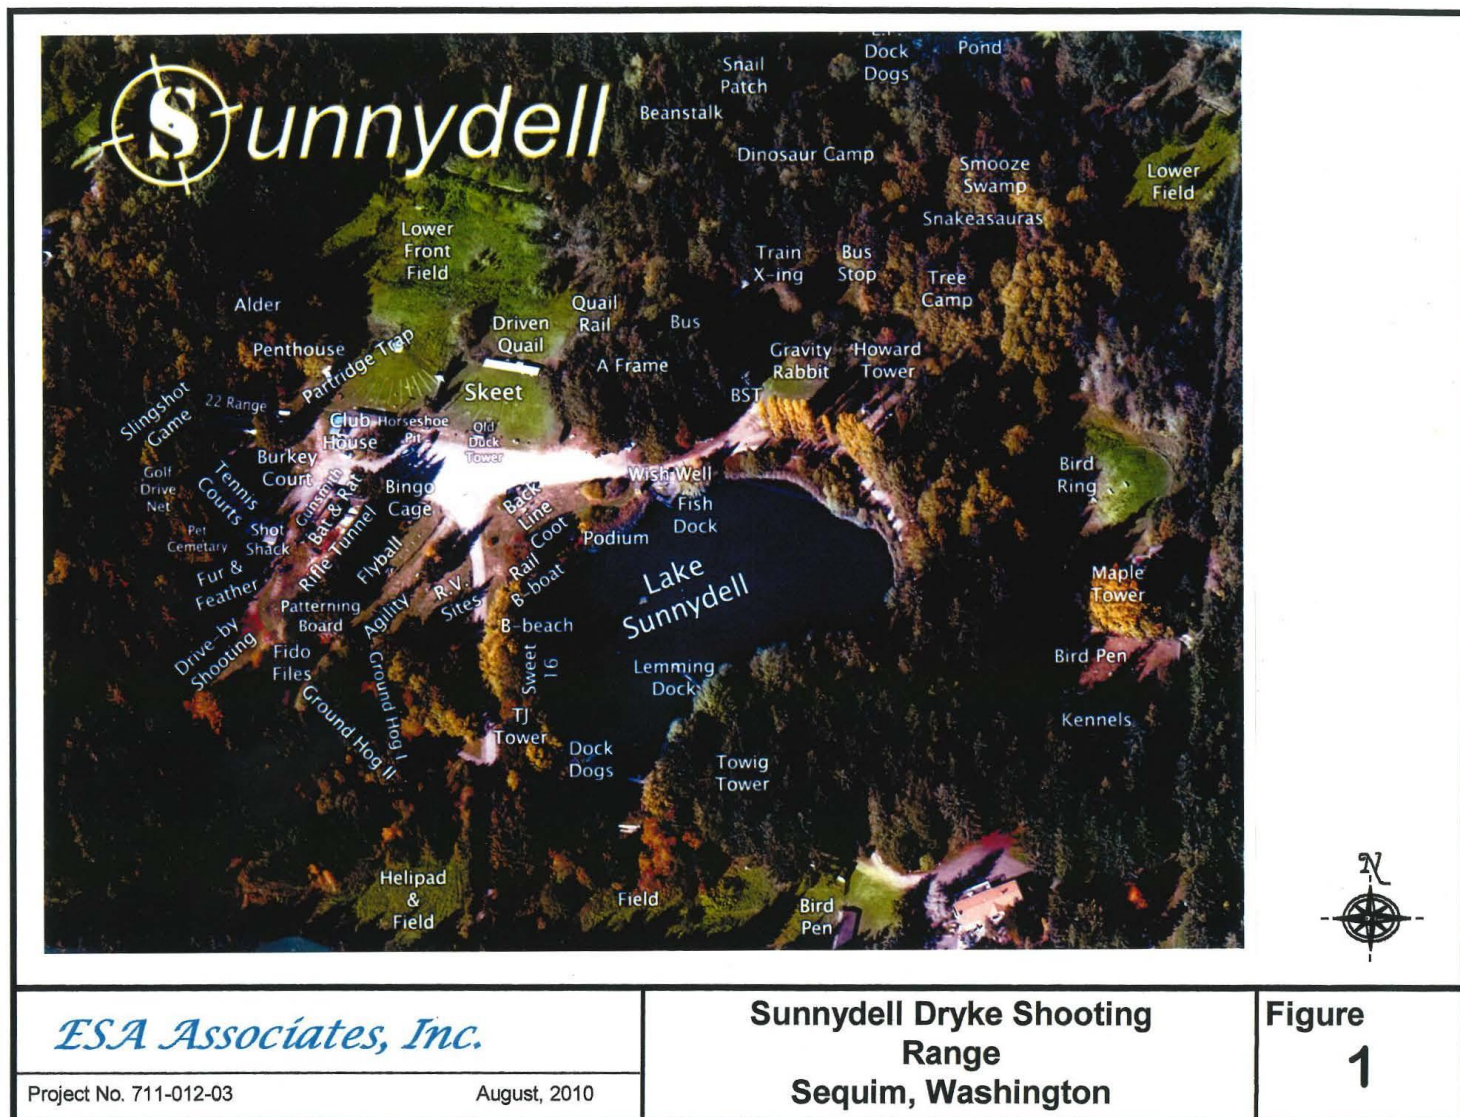 Sunnydell
L.P.
Dock
Dogs
Pond
Snail
Patch
Beanstalk
Dinosaur Camp
Smooze
Swamp
Lower
Field
Snakeasauras
Lower
Front
Field
Train
X-ing
Bus
Stop
Tree
Camp
Alder
Quail
Rail
Driven
Quail
Bus
Penthouse
Partridge Trap
A Frame
Gravity
Rabbit
Howard
Tower
Skeet
BST
Slingshot
Game
22 Range
Club
House
Horseshoe
Pit
Old
Duck
Tower
Burkey
Court
Golf
Drive
Net
Tennis
Courts
Gunsmith
Bat & Rat
Bingo
Cage
Wish Well
Bird
Ring
Back
Line
Fish
Dock
Pet
Cemetary
Shot
Shack
Rifle Tunnel
Flyball
Coot
Podium
Fur &
Feather
Rail
B-boat
Lake
Sunnydell
Maple
Tower
R.V.
Sites
Patterning
Board
Agility
B-beach
Drive-by
Shooting
Fido
Files
Ground Hog I
Sweet
16
Lemming
Dock
Bird Pen
Ground Hog II
TJ
Tower
Kennels
Dock
Dogs
Towig
Tower
Helipad
&
Field
Field
Bird
Pen
N
ESA Associates, Inc.
Project No. 711-012-03
August, 2010
Sunnydell Dryke Shooting
Range
Sequim, Washington
Figure
1